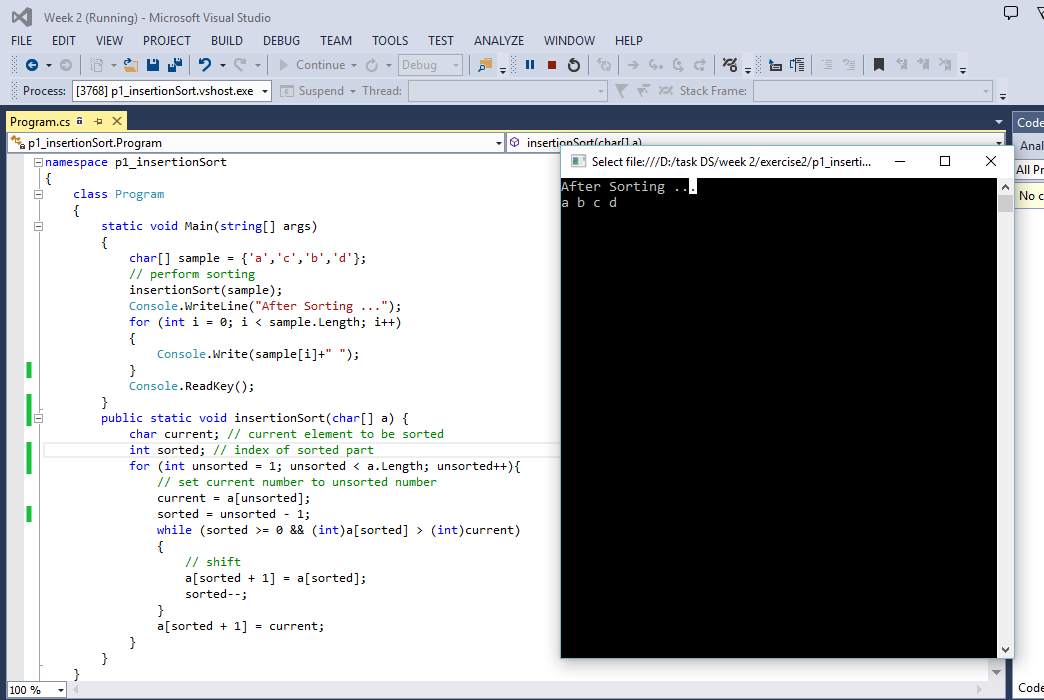 Week 2 (Running) - Microsoft Visual Studio
FILE EDIT VIEW PROJECT BUILD DEBUG TEAM TOOLS TEST ANALYZE WINDOW HELP
Continue Debug
Process: [3768] p1_insertionSort.vshost.exe Suspend Thread: Stack Frame:
Program.cs
p1_insertionSort.Program insertionSort(char[] a)
namespace p1_insertionSort
{
class Program
{
static void Main(string[] args)
{
char[] sample = {'a','c','b','d'};
// perform sorting
insertionSort(sample);
Console.WriteLine("After Sorting ...");
for (int i = 0; i < sample.Length; i++)
{
Console.Write(sample[i]+" ");
}
Console.ReadKey();
}
public static void insertionSort(char[] a) {
char current; // current element to be sorted
int sorted; // index of sorted part
for (int unsorted = 1; unsorted < a.Length; unsorted++){
// set current number to unsorted number
current = a[unsorted];
sorted = unsorted - 1;
while (sorted >= 0 && (int)a[sorted] > (int)current)
{
// shift
a[sorted + 1] = a[sorted];
sorted--;
}
a[sorted + 1] = current;
}
}
}
100 %
Select file:///D:/task DS/week 2/exercise2/p1_inserti...
After Sorting ...
a b c d
Code
Anal
All Pr
No c
Code